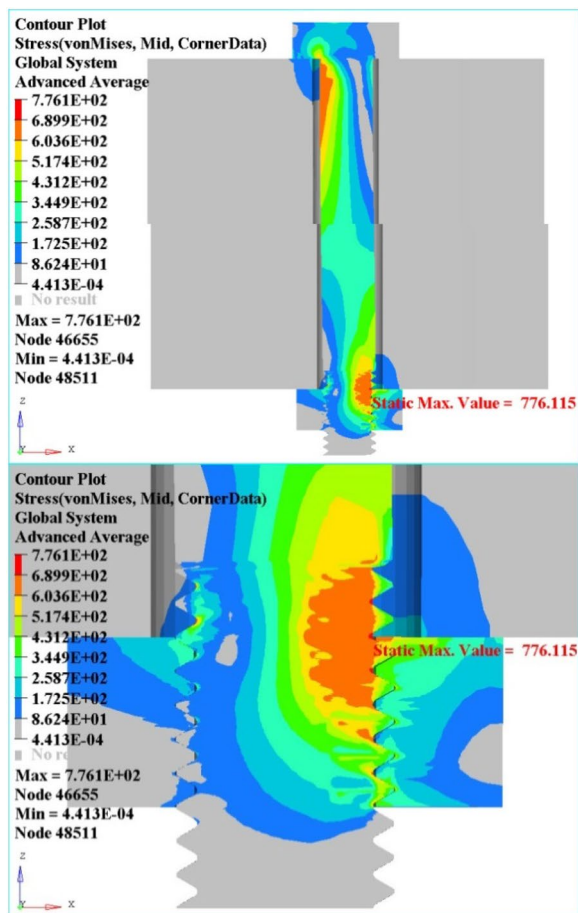 Contour Plot
Stress(vonMises, Mid, CornerData)
Global System
Advanced Average
7.761E+02
6.899E+02
6.036E+02
5.174E+02
4.312E+02
3.449E+02
2.587E+02
1.725E+02
8.624E+01
4.413E-04
No result
Max = 7.761E+02
Node 46655
Min = 4.413E-04
Node 48511
Static Max. Value = 776.115
Z
Y
X
Contour Plot
Stress(vonMises, Mid, CornerData)
Global System
Advanced Average
7.761E+02
6.899E+02
6.036E+02
5.174E+02
4.312E+02
3.449E+02
2.587E+02
1.725E+02
8.624E+01
4.413E-04
No re
Max = 7.761E+02
Node 46655
Min = 4.413E-04
Node 48511
Static Max. Value = 776.115
Z
Y
X